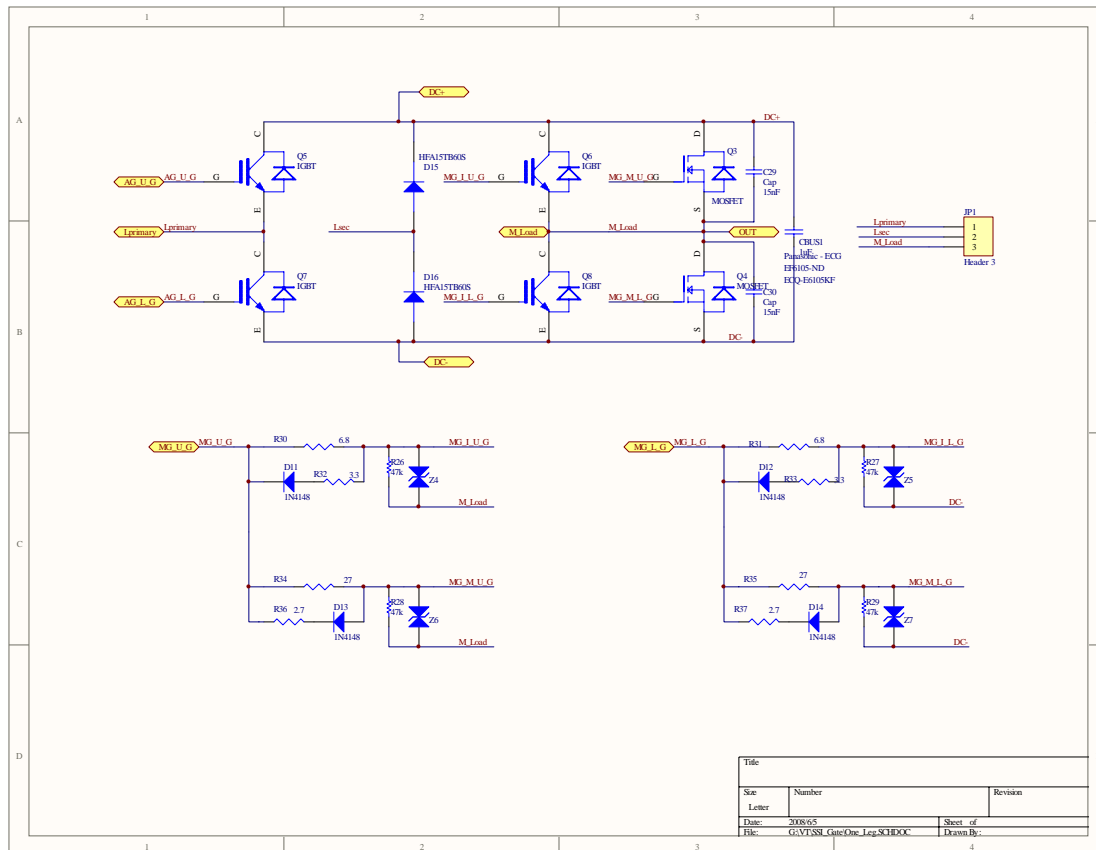 1 2 3 4
A
B
C
D
DC+
DC+
C
C
D
Q5
IGBT
HFA15TB60S
D15
Q6
IGBT
Q3
MOSFET
C29
Cap
15nF
AG_U_G AG_U_G G
MG_I_U_G G
MG_M_U_G G
E
E
S
Lprimary Lprimary
Lsec
M_Load M_Load
OUT
CBUS1
1uF
Panasonic - ECG
EF6105-ND
ECQ-E6105KF
JP1
Lprimary 1
Lsec 2
M_Load 3
Header 3
C
C
D
Q7
IGBT
D16
HFA15TB60S
Q8
IGBT
Q4
MOSFET
C30
Cap
15nF
AG_L_G AG_L_G G
MG_I_L_G G
MG_M_L_G G
E
E
S
DC-
DC-
MG_U_G MG_U_G R30 6.8 MG_I_U_G
D11 R32 3.3
1N4148
R26
47k
Z4
M_Load
R34 27 MG_M_U_G
R36 2.7 D13
1N4148
R28
47k
Z6
M_Load
MG_L_G MG_L_G R31 6.8 MG_I_L_G
D12 R33 3.3
1N4148
R27
47k
Z5
DC-
R35 27 MG_M_L_G
R37 2.7 D14
1N4148
R29
47k
Z7
DC-
Title
Size Number Revision
Letter
Date: 2008/6/5 Sheet of
File: G:\VT\SSI_Gate\One_Leg.SCHDOC Drawn By:
1 2 3 4